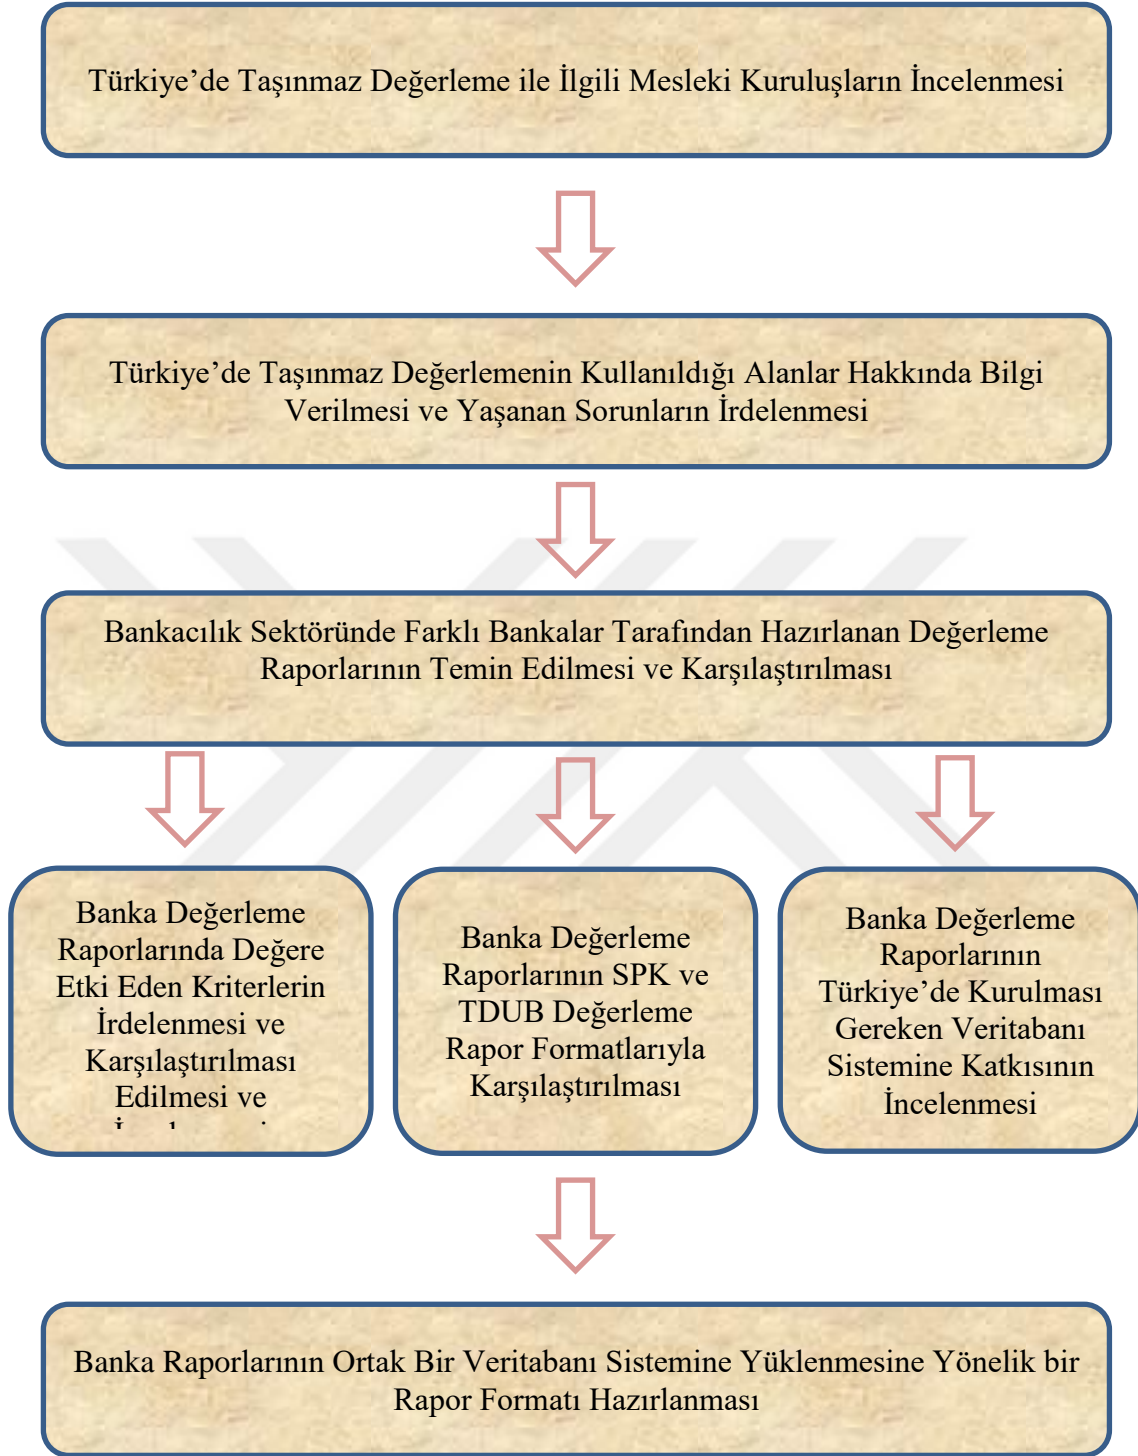 Türkiye’de Taşınmaz Değerleme ile İlgili Mesleki Kuruluşların İncelenmesi
Türkiye’de Taşınmaz Değerlemenin Kullanıldığı Alanlar Hakkında Bilgi
Verilmesi ve Yaşanan Sorunların İrdelenmesi
Bankacılık Sektöründe Farklı Bankalar Tarafından Hazırlanan Değerleme
Raporlarının Temin Edilmesi ve Karşılaştırılması
Banka Değerleme
Raporlarında Değere
Etki Eden Kriterlerin
İrdelenmesi ve
Karşılaştırılması
Edilmesi ve
Banka Değerleme
Raporlarının SPK ve
TDUB Değerleme
Rapor Formatlarıyla
Karşılaştırılması
Banka Değerleme
Raporlarının
Türkiye’de Kurulması
Gereken Veritabanı
Sistemine Katkısının
İncelenmesi
Banka Raporlarının Ortak Bir Veritabanı Sistemine Yüklenmesine Yönelik bir
Rapor Formatı Hazırlanması